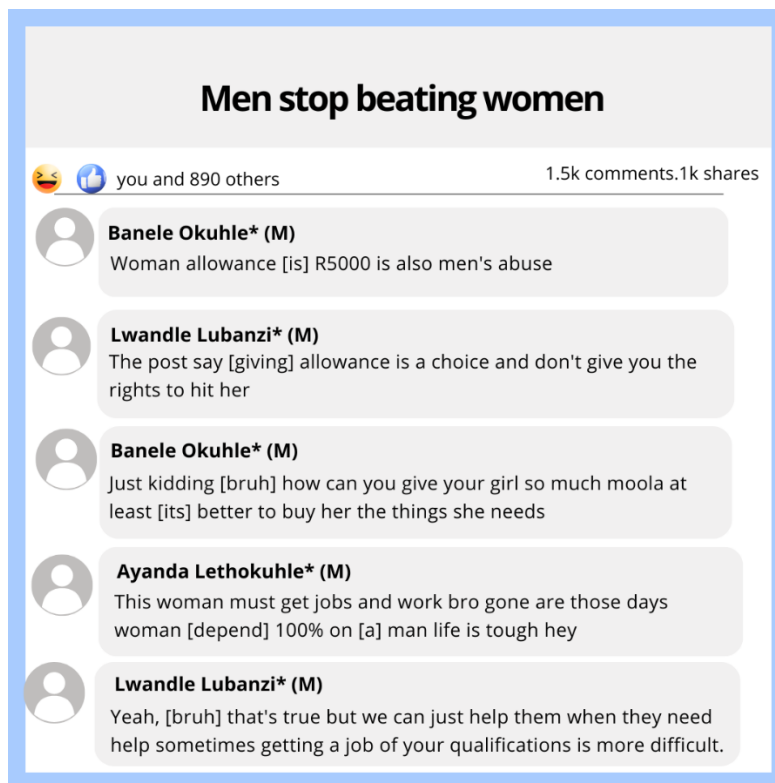 Men stop beating women
you and 890 others
1.5k comments.1k shares
Banele Okuhle* (M)
Woman allowance [is] R5000 is also men's abuse
Lwandle Lubanzi* (M)
The post say [giving] allowance is a choice and don't give you the
rights to hit her
Banele Okuhle* (M)
Just kidding [bruh] how can you give your girl so much moola at
least [its] better to buy her the things she needs
Ayanda Lethokuhle* (M)
This woman must get jobs and work bro gone are those days
woman [depend] 100% on [a] man life is tough hey
Lwandle Lubanzi* (M)
Yeah, [bruh] that's true but we can just help them when they need
help sometimes getting a job of your qualifications is more difficult.